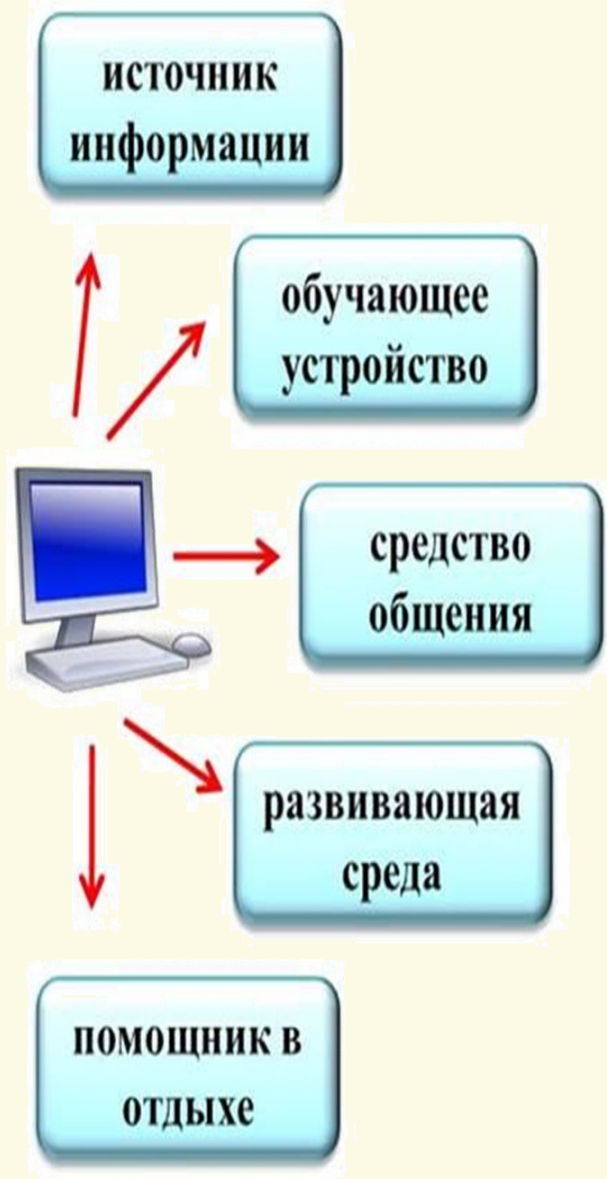 источник
информации
обучающее
устройство
средство
общения
развивающая
среда
помощник в
отдыхе